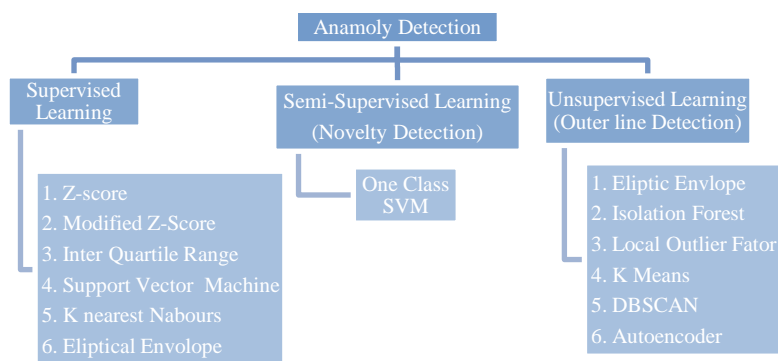 Anamoly Detection
Supervised
Learning
Semi-Supervised Learning
(Novelty Detection)
Unsupervised Learning
(Outer line Detection)
1. Z-score
2. Modified Z-Score
3. Inter Quartile Range
4. Support Vector Machine
5. K nearest Nabours
6. Eliptical Envolope
One Class
SVM
1. Eliptic Envlope
2. Isolation Forest
3. Local Outlier Fator
4. K Means
5. DBSCAN
6. Autoencoder